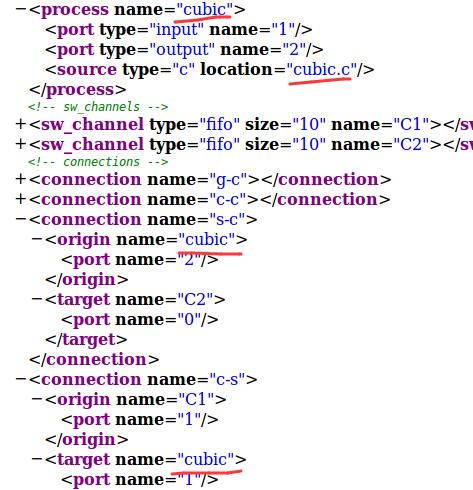 −<process name="cubic">
<port type="input" name="1"/>
<port type="output" name="2"/>
<source type="c" location="cubic.c"/>
</process>
<!-- sw_channels -->
+<sw_channel type="fifo" size="10" name="C1"></sw
+<sw_channel type="fifo" size="10" name="C2"></sw
<!-- connections -->
+<connection name="g-c"></connection>
+<connection name="c-c"></connection>
−<connection name="s-c">
−<origin name="cubic">
<port name="2"/>
</origin>
−<target name="C2">
<port name="0"/>
</target>
</connection>
−<connection name="c-s">
−<origin name="C1">
<port name="1"/>
</origin>
−<target name="cubic">
<port name="1"/>